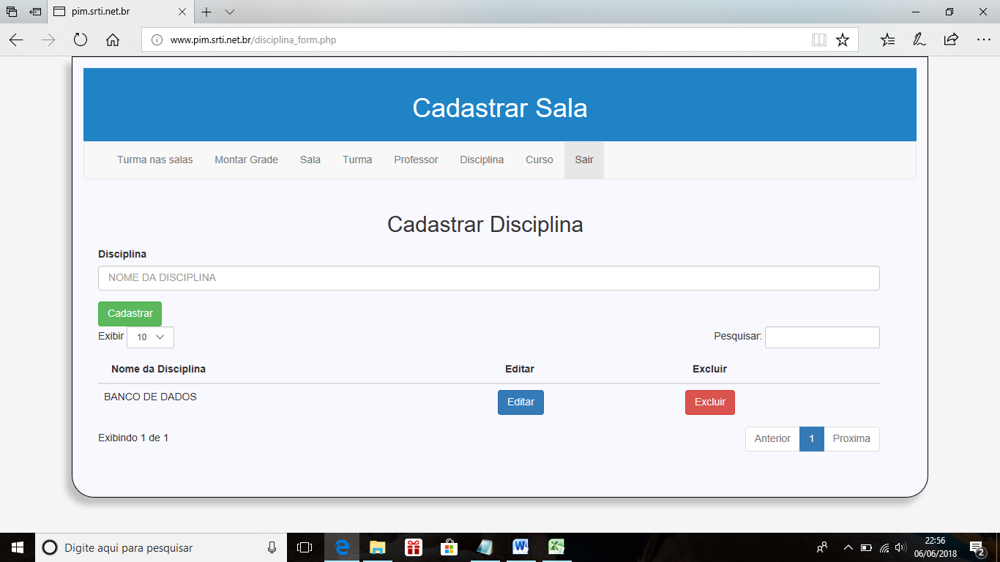 pim.srti.net.br
www.pim.srti.net.br/disciplina_form.php
Cadastrar Sala
Turma nas salas Montar Grade Sala Turma Professor Disciplina Curso Sair
Cadastrar Disciplina
Disciplina
NOME DA DISCIPLINA
Cadastrar
Exibir 10 Pesquisar:
Nome da Disciplina Editar Excluir
BANCO DE DADOS Editar Excluir
Exibindo 1 de 1 Anterior 1 Proxima
Digite aqui para pesquisar
22:56
06/06/2018
2